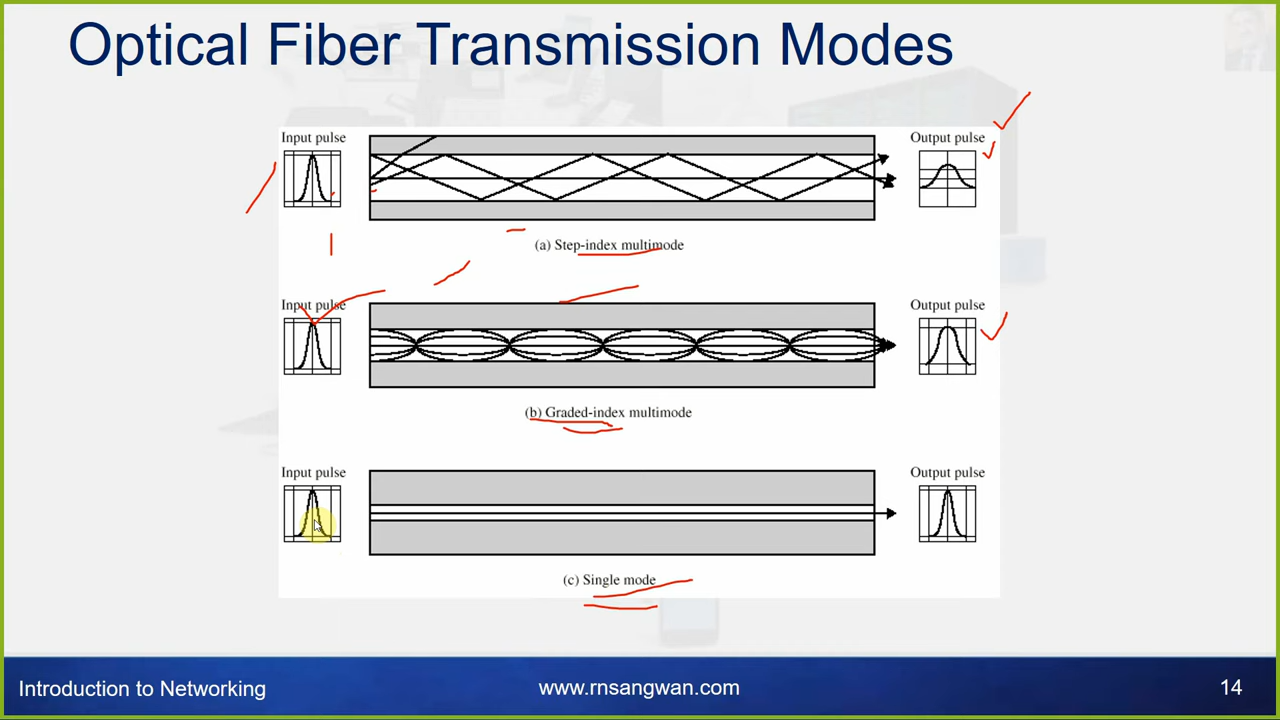 Optical Fiber Transmission Modes
Input pulse
Output pulse
(a) Step-index multimode
Input pulse
Output pulse
(b) Graded-index multimode
Input pulse
Output pulse
(c) Single mode
Introduction to Networking
www.rnsangwan.com
14